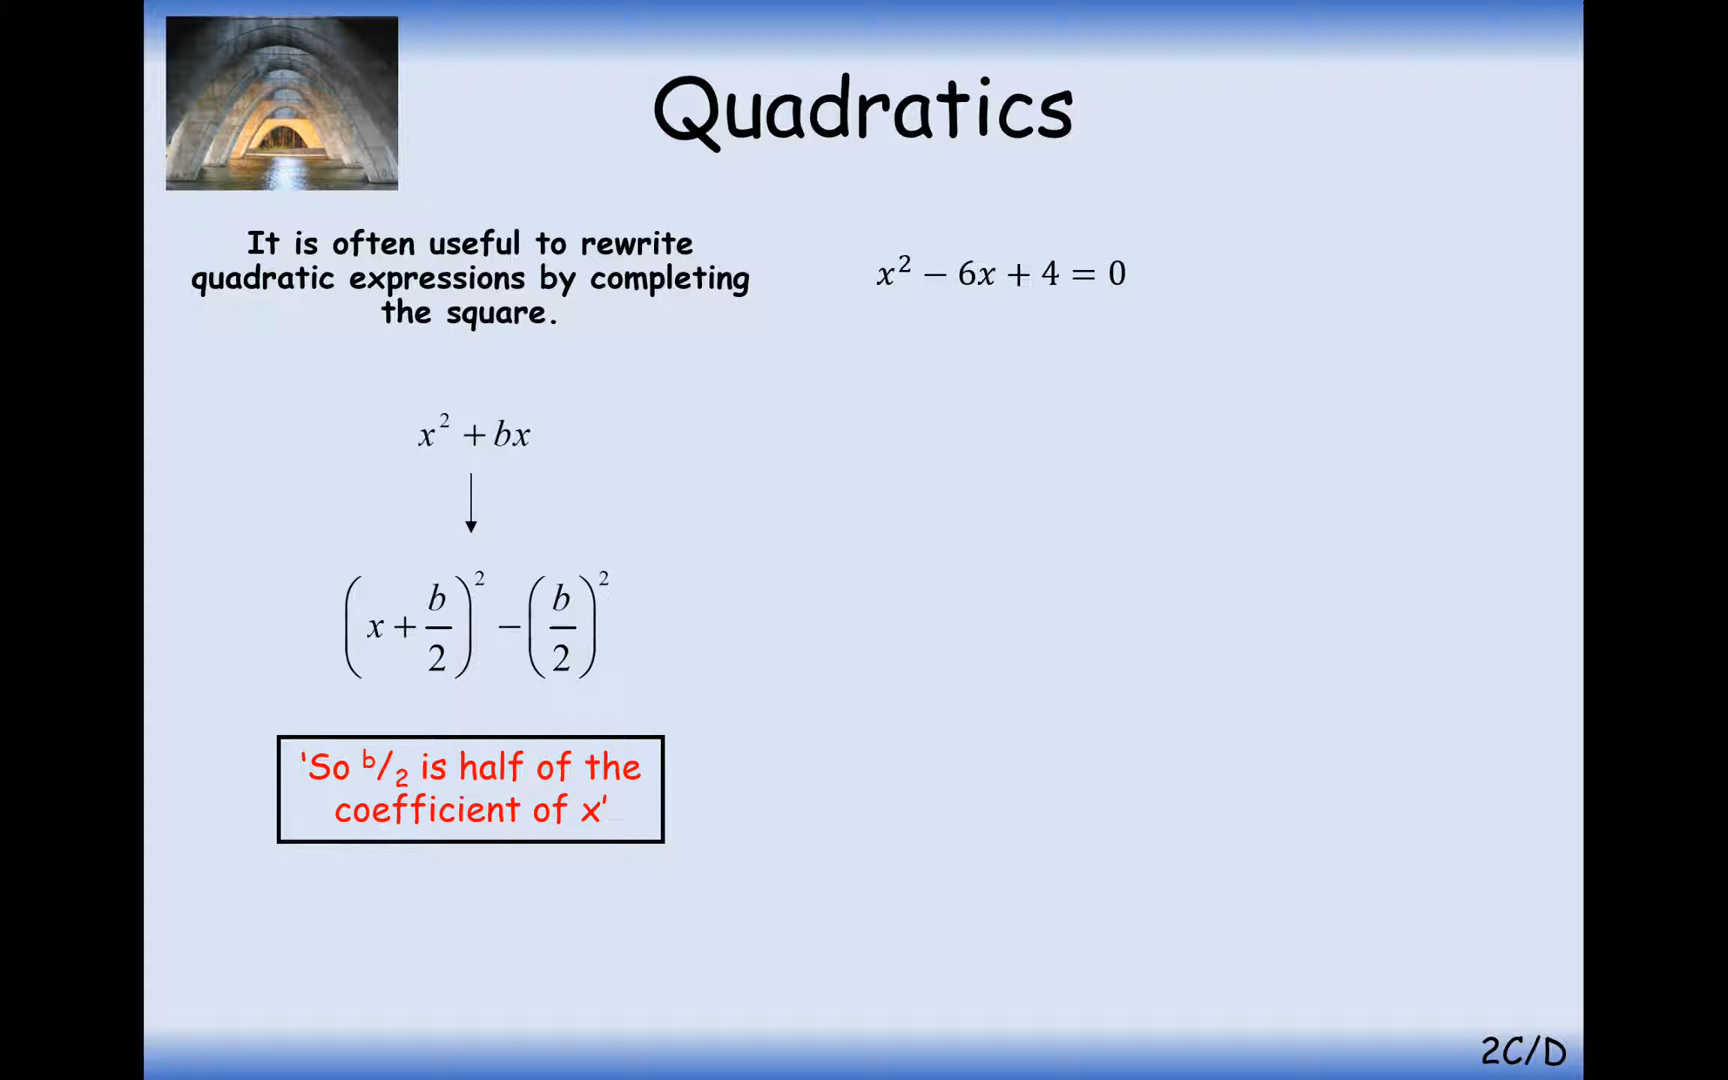 Quadratics
It is often useful to rewrite
quadratic expressions by completing
the square.
x² + bx
(x + b/2)² − (b/2)²
'So b/2 is half of the
coefficient of x'
x² − 6x + 4 = 0
2C/D